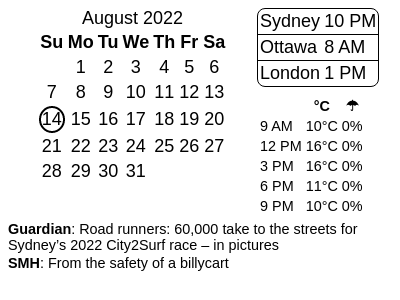 August 2022
Su Mo Tu We Th Fr Sa
1 2 3 4 5 6
7 8 9 10 11 12 13
14 15 16 17 18 19 20
21 22 23 24 25 26 27
28 29 30 31
Sydney 10 PM
Ottawa 8 AM
London 1 PM
°C ☂
9 AM 10°C 0%
12 PM 16°C 0%
3 PM 16°C 0%
6 PM 11°C 0%
9 PM 10°C 0%
Guardian: Road runners: 60,000 take to the streets for
Sydney’s 2022 City2Surf race – in pictures
SMH: From the safety of a billycart